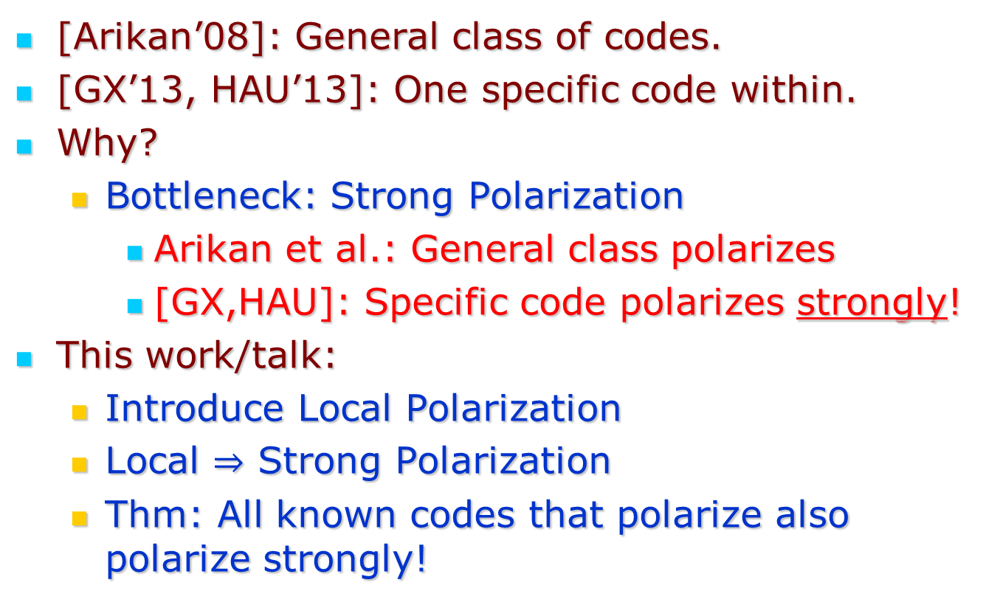 [Arikan’08]: General class of codes.
[GX’13, HAU’13]: One specific code within.
Why?
Bottleneck: Strong Polarization
Arikan et al.: General class polarizes
[GX,HAU]: Specific code polarizes strongly!
This work/talk:
Introduce Local Polarization
Local ⇒ Strong Polarization
Thm: All known codes that polarize also
polarize strongly!